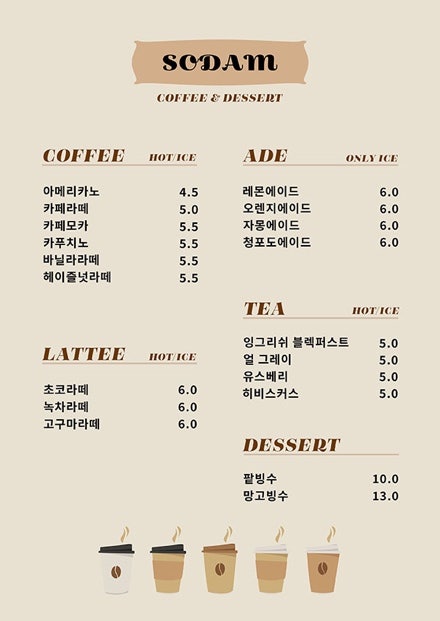 SODAM
COFFEE & DESSERT
COFFEE HOT/ICE
아메리카노 4.5
카페라떼 5.0
카페모카 5.5
카푸치노 5.5
바닐라라떼 5.5
헤이즐넛라떼 5.5
LATTEE HOT/ICE
초코라떼 6.0
녹차라떼 6.0
고구마라떼 6.0
ADE ONLY ICE
레몬에이드 6.0
오렌지에이드 6.0
자몽에이드 6.0
청포도에이드 6.0
TEA HOT/ICE
잉그리쉬 블렉퍼스트 5.0
얼 그레이 5.0
유스베리 5.0
히비스커스 5.0
DESSERT
팥빙수 10.0
망고빙수 13.0